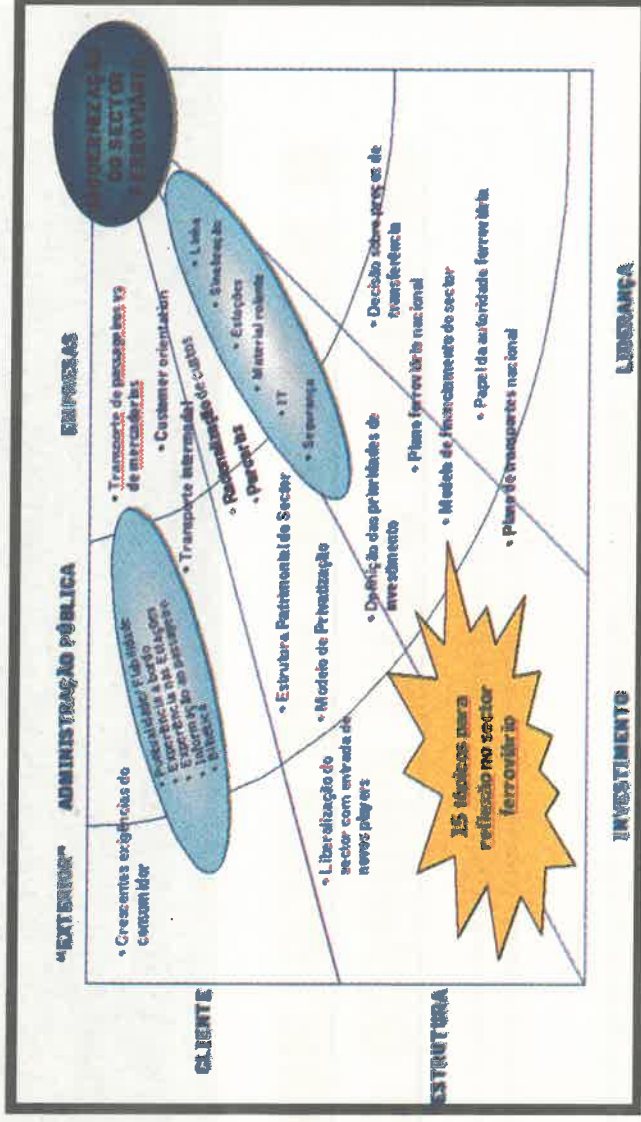 "EXTERIOR"
ADMINISTRAÇÃO PÚBLICA
EMPRESAS
MODERNIZAÇÃO
DO SECTOR
FERROVIÁRIO
CLIENTE
• Crescentes exigências do
consumidor
• Pontualidade/Fiabilidade
• Experiência a bordo
• Experiência nas Estações
• Informação ao passageiro
• Bilhética
• Transporte de passageiros vs
de mercadorias
• Customer orientation
• Transporte intermodal
• Racionalização de custos
• Parcerias
• Linha
• Sinalização
• Estações
• Material rolante
• IT
• Segurança
ESTRUTURA
• Liberalização do
sector com entrada de
novos players
• Estrutura Patrimonial do Sector
• Modelo de Privatização
• Definição das prioridades de
investimento
• Decisão sobre preços de
transferência
• Plano ferroviário nacional
• Modelo de financiamento do sector
• Papel da autoridade ferroviária
• Plano de transportes nacional
15 tópicos para
reflexão no sector
ferroviário
INVESTIMENTO
LIDERANÇA